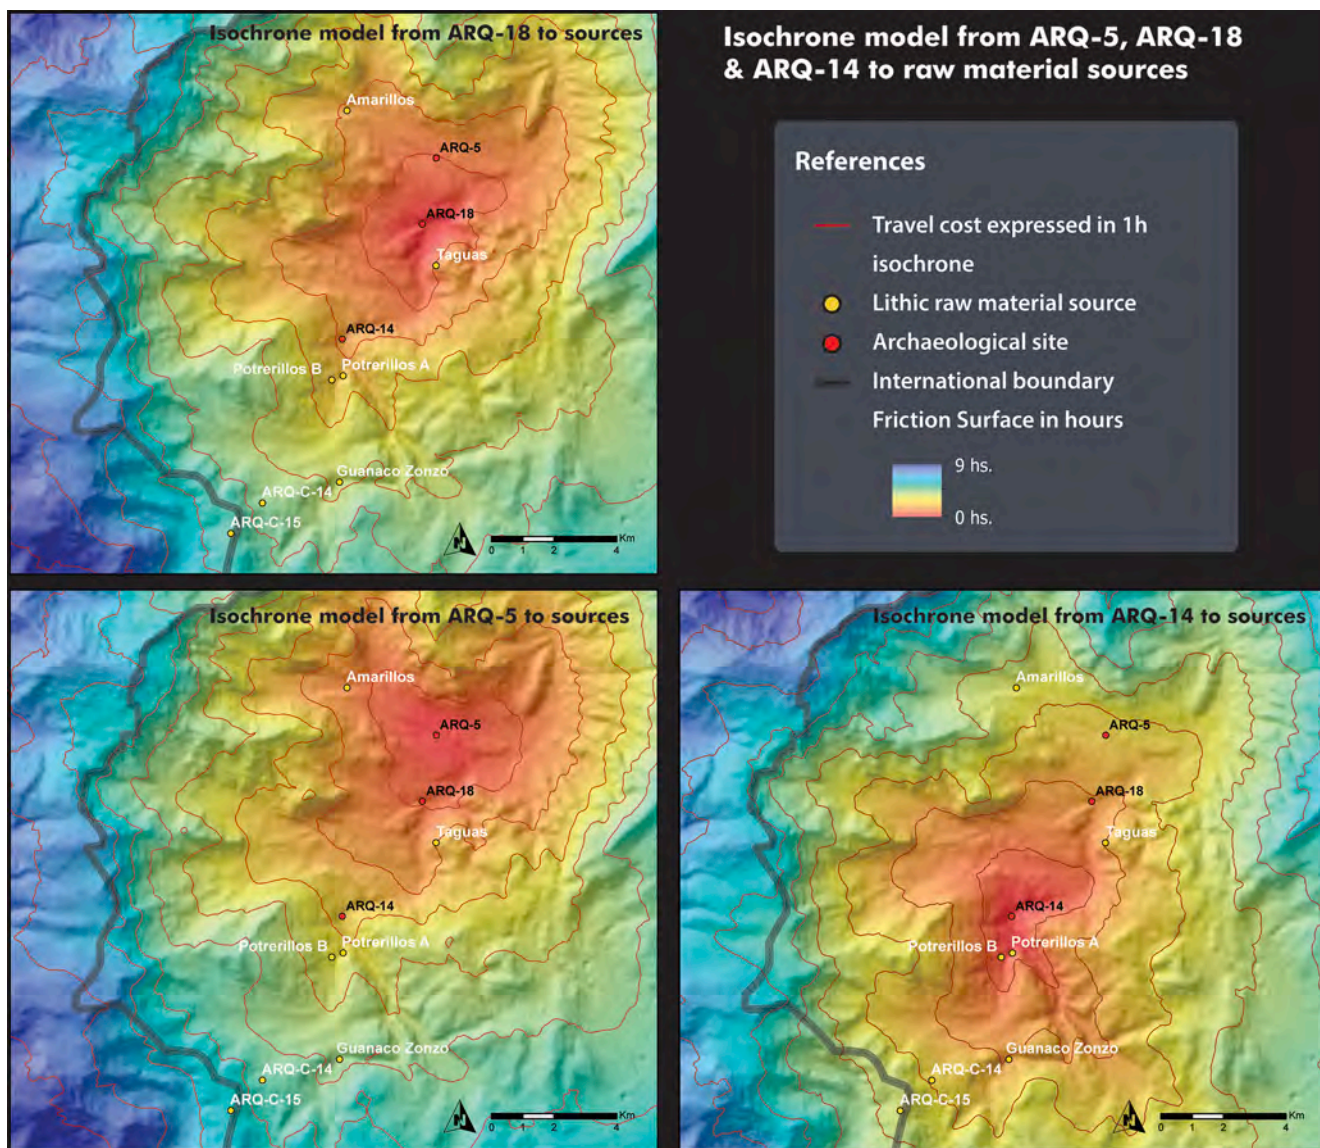 Isochrone model from ARQ-18 to sources
Amarillos
ARQ-5
ARQ-18
Taguas
ARQ-14
Potrerillos B
Potrerillos A
Guanaco Zonzo
ARQ-C-14
ARQ-C-15
N
Km
0 1 2 4
Isochrone model from ARQ-5, ARQ-18
& ARQ-14 to raw material sources
References
Travel cost expressed in 1h
isochrone
Lithic raw material source
Archaeological site
International boundary
Friction Surface in hours
9 hs.
0 hs.
Isochrone model from ARQ-5 to sources
Amarillos
ARQ-5
ARQ-18
Taguas
ARQ-14
Potrerillos B
Potrerillos A
Guanaco Zonzo
ARQ-C-14
ARQ-C-15
N
Km
0 1 2 4
Isochrone model from ARQ-14 to sources
Amarillos
ARQ-5
ARQ-18
Taguas
ARQ-14
Potrerillos B
Potrerillos A
Guanaco Zonzo
ARQ-C-14
ARQ-C-15
N
Km
0 1 2 4